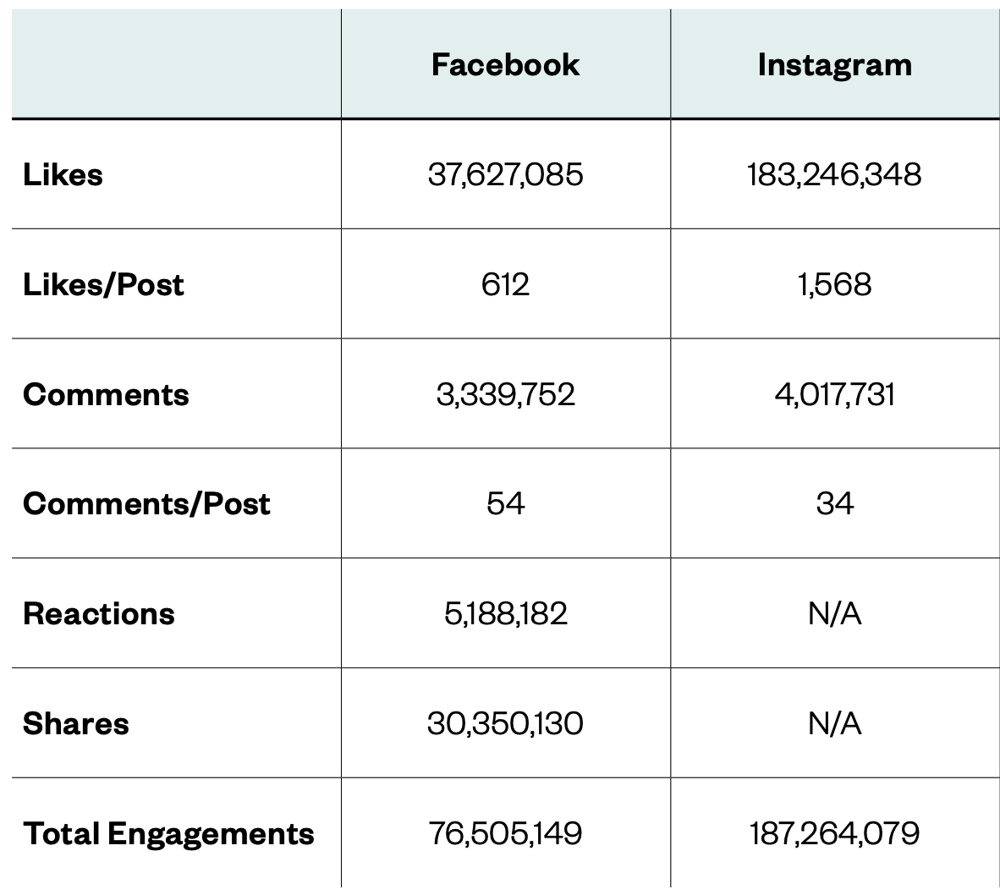 Facebook Instagram
Likes 37,627,085 183,246,348
Likes/Post 612 1,568
Comments 3,339,752 4,017,731
Comments/Post 54 34
Reactions 5,188,182 N/A
Shares 30,350,130 N/A
Total Engagements 76,505,149 187,264,079